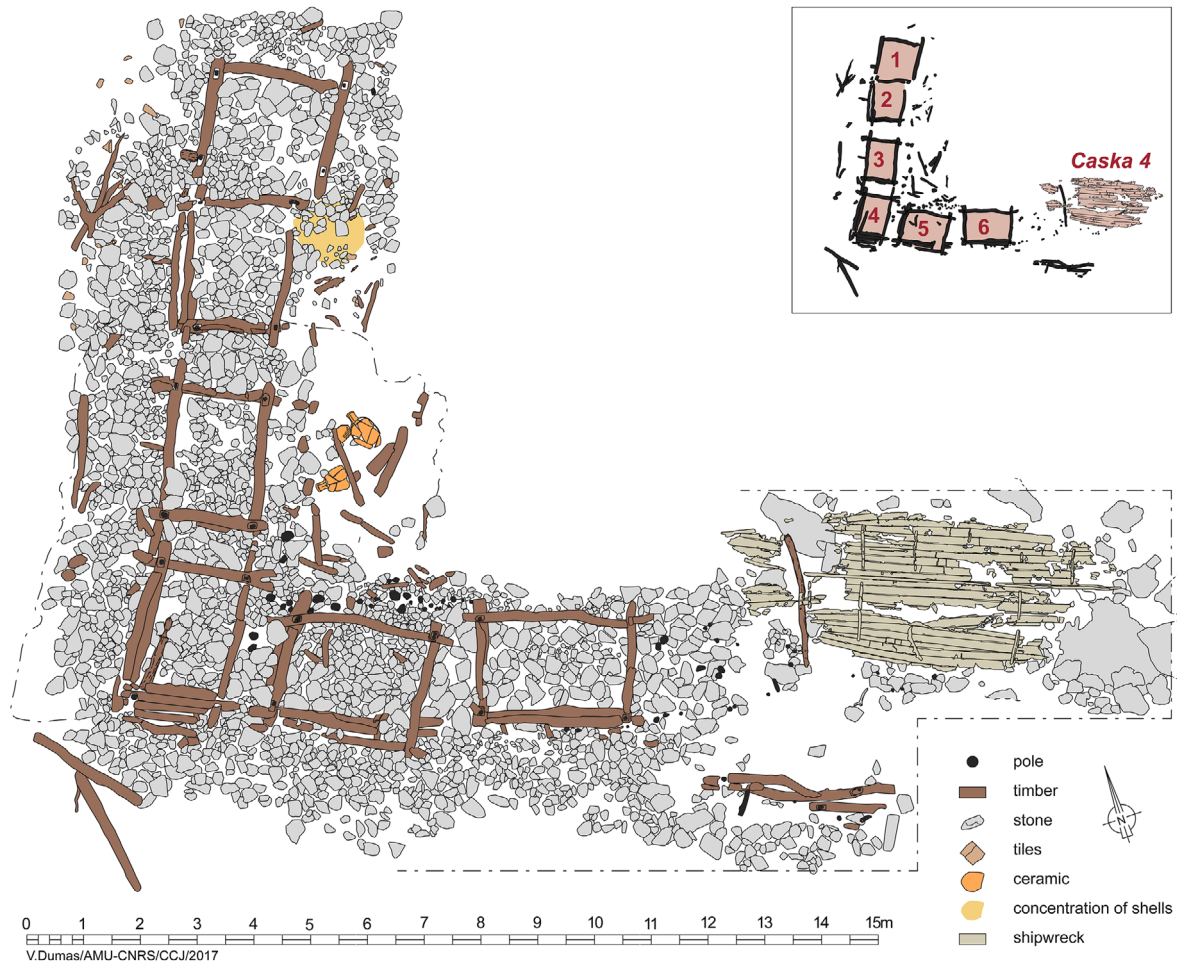 1
2
3
Caska 4
4
5
6
pole
timber
stone
tiles
ceramic
concentration of shells
shipwreck
N
0 1 2 3 4 5 6 7 8 9 10 11 12 13 14 15m
V.Dumas/AMU-CNRS/CCJ/2017